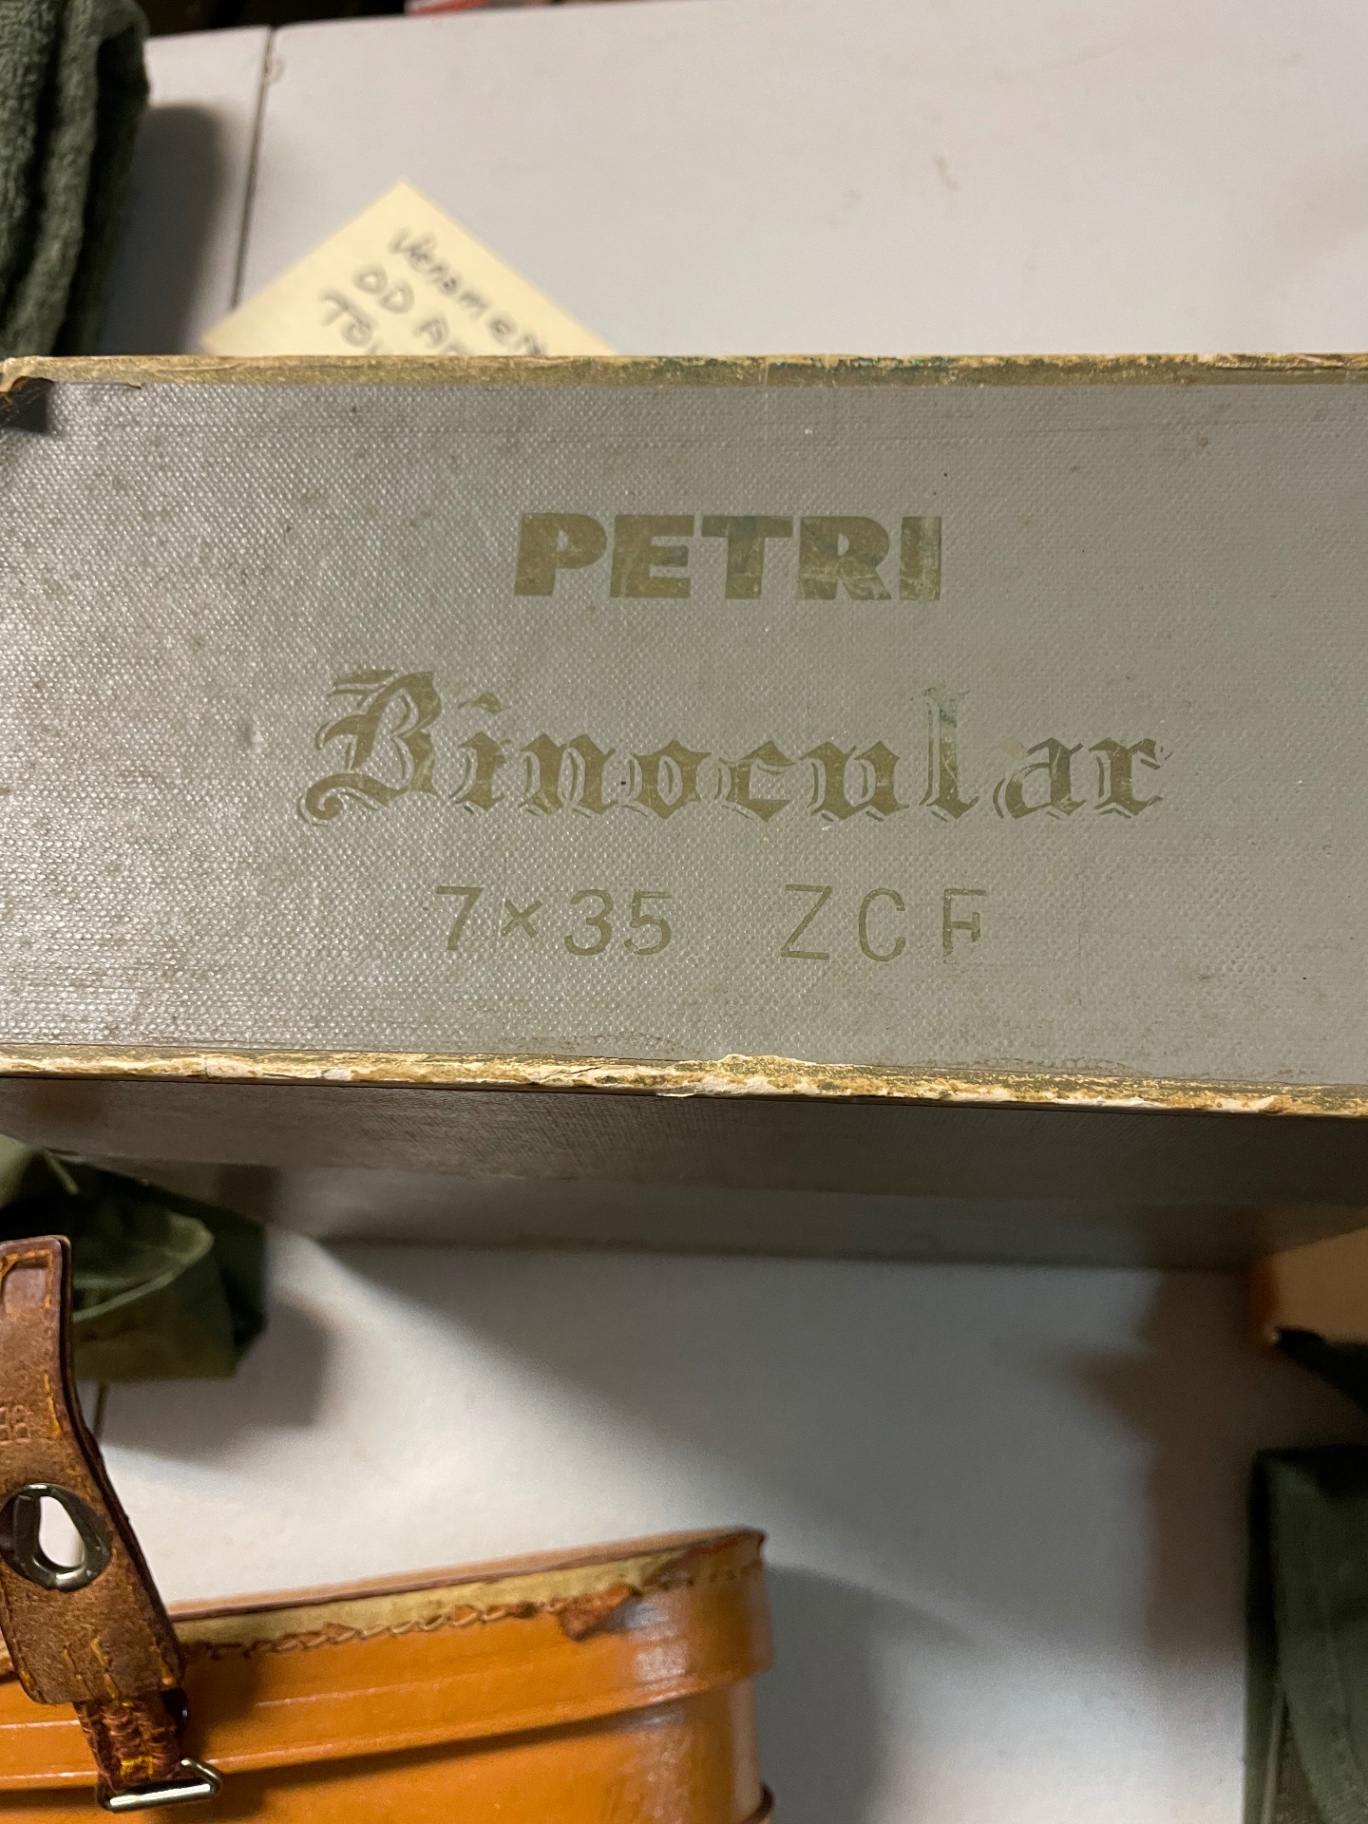 OD
PETRI
Binocular
7×35 ZCF